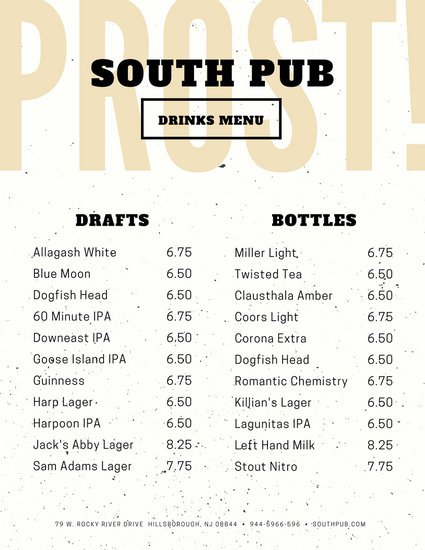 PROST!
SOUTH PUB
DRINKS MENU
DRAFTS
Allagash White 6.75
Blue Moon 6.50
Dogfish Head 6.50
60 Minute IPA 6.75
Downeast IPA 6.50
Goose Island IPA 6.50
Guinness 6.75
Harp Lager 6.50
Harpoon IPA 6.50
Jack's Abby Lager 8.25
Sam Adams Lager 7.75
BOTTLES
Miller Light 6.75
Twisted Tea 6.50
Clausthala Amber 6.50
Coors Light 6.75
Corona Extra 6.50
Dogfish Head 6.50
Romantic Chemistry 6.75
Killian's Lager 6.50
Lagunitas IPA 6.50
Left Hand Milk 8.25
Stout Nitro 7.75
79 W. ROCKY RIVER DRIVE HILLSBOROUGH, NJ 08844 • 944-6966-596 • SOUTHPUB.COM